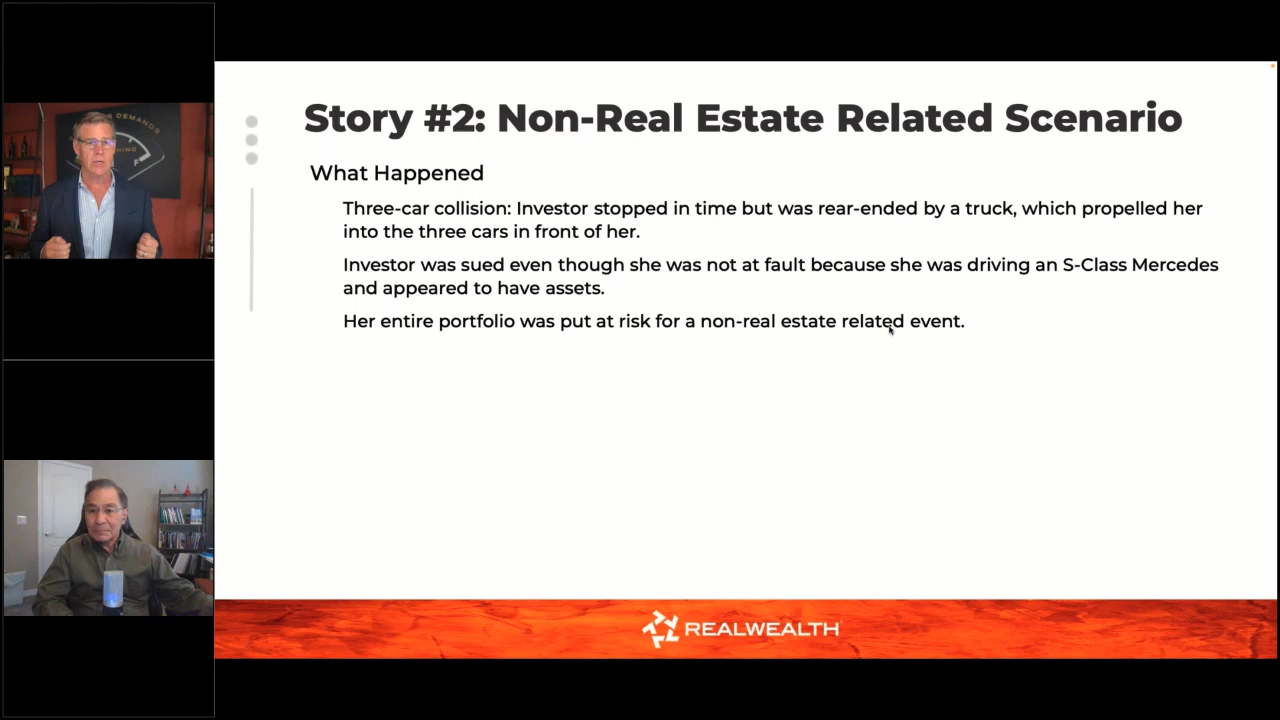 Story #2: Non-Real Estate Related Scenario
What Happened
Three-car collision: Investor stopped in time but was rear-ended by a truck, which propelled her
into the three cars in front of her.
Investor was sued even though she was not at fault because she was driving an S-Class Mercedes
and appeared to have assets.
Her entire portfolio was put at risk for a non-real estate related event.
REALWEALTH
DEMANDS